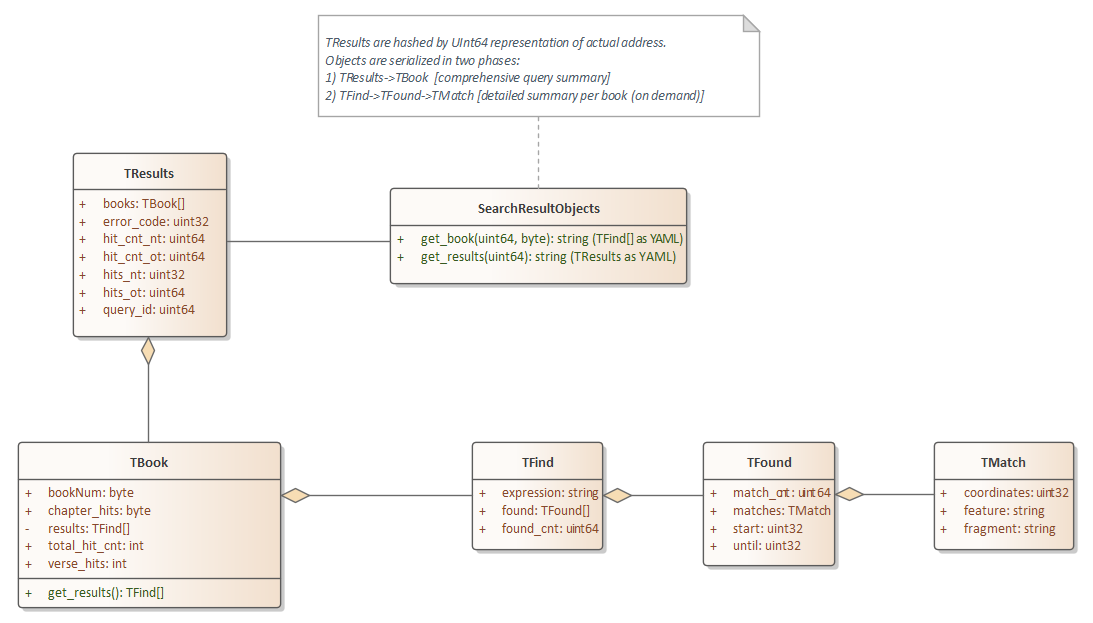 TResults are hashed by UInt64 representation of actual address.
Objects are serialized in two phases:
1) TResults->TBook [comprehensive query summary]
2) TFind->TFound->TMatch [detailed summary per book (on demand)]
TResults
+ books: TBook[]
+ error_code: uint32
+ hit_cnt_nt: uint64
+ hit_cnt_ot: uint64
+ hits_nt: uint32
+ hits_ot: uint64
+ query_id: uint64
SearchResultObjects
+ get_book(uint64, byte): string (TFind[] as YAML)
+ get_results(uint64): string (TResults as YAML)
TBook
+ bookNum: byte
+ chapter_hits: byte
- results: TFind[]
+ total_hit_cnt: int
+ verse_hits: int
+ get_results(): TFind[]
TFind
+ expression: string
+ found: TFound[]
+ found_cnt: uint64
TFound
+ match_cnt: uint64
+ matches: TMatch
+ start: uint32
+ until: uint32
TMatch
+ coordinates: uint32
+ feature: string
+ fragment: string